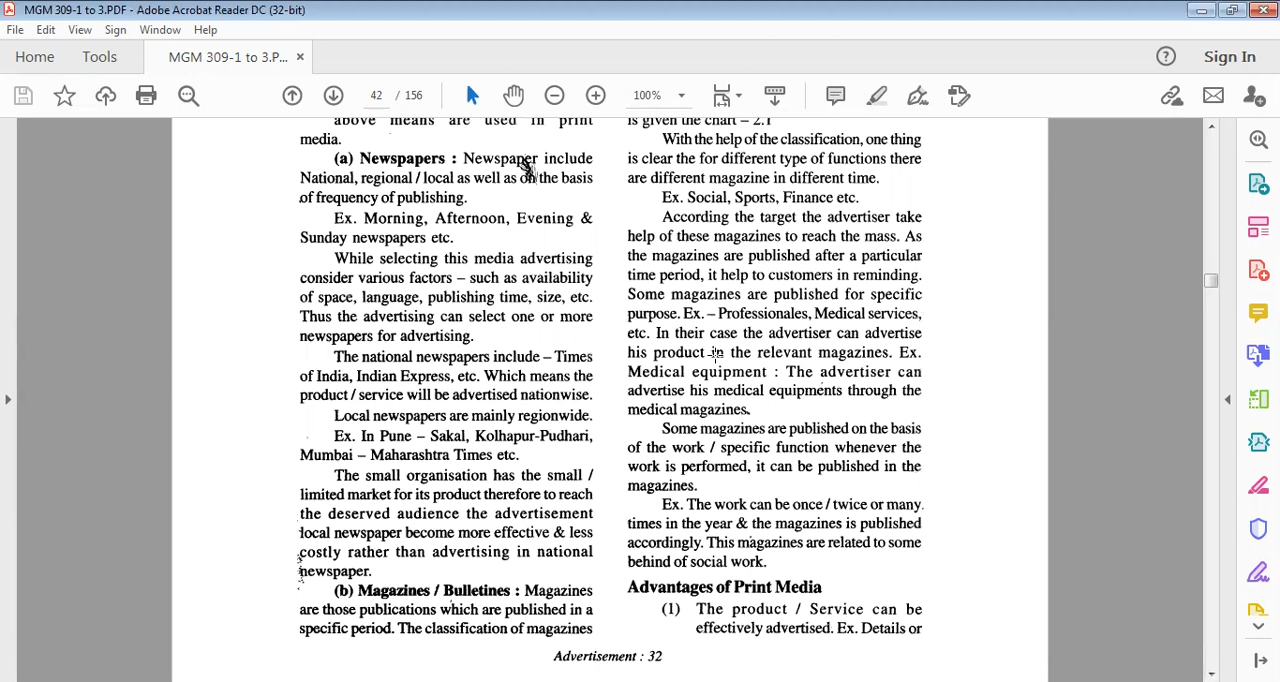 MGM 309-1 to 3.PDF - Adobe Acrobat Reader DC (32-bit)
File Edit View Sign Window Help
Home Tools MGM 309-1 to 3.P... × Sign In
42 / 156 100%
above means are used in print
media.
(a) Newspapers : Newspaper include
National, regional / local as well as on the basis
of frequency of publishing.
Ex. Morning, Afternoon, Evening &
Sunday newspapers etc.
While selecting this media advertising
consider various factors – such as availability
of space, language, publishing time, size, etc.
Thus the advertising can select one or more
newspapers for advertising.
The national newspapers include – Times
of India, Indian Express, etc. Which means the
product / service will be advertised nationwise.
Local newspapers are mainly regionwide.
Ex. In Pune – Sakal, Kolhapur-Pudhari,
Mumbai – Maharashtra Times etc.
The small organisation has the small /
limited market for its product therefore to reach
the deserved audience the advertisement
local newspaper become more effective & less
costly rather than advertising in national
newspaper.
(b) Magazines / Bulletines : Magazines
are those publications which are published in a
specific period. The classification of magazines
is given the chart – 2.1
With the help of the classification, one thing
is clear the for different type of functions there
are different magazine in different time.
Ex. Social, Sports, Finance etc.
According the target the advertiser take
help of these magazines to reach the mass. As
the magazines are published after a particular
time period, it help to customers in reminding.
Some magazines are published for specific
purpose. Ex. – Professionales, Medical services,
etc. In their case the advertiser can advertise
his product in the relevant magazines. Ex.
Medical equipment : The advertiser can
advertise his medical equipments through the
medical magazines.
Some magazines are published on the basis
of the work / specific function whenever the
work is performed, it can be published in the
magazines.
Ex. The work can be once / twice or many
times in the year & the magazines is published
accordingly. This magazines are related to some
behind of social work.
Advantages of Print Media
(1) The product / Service can be
effectively advertised. Ex. Details or
Advertisement : 32